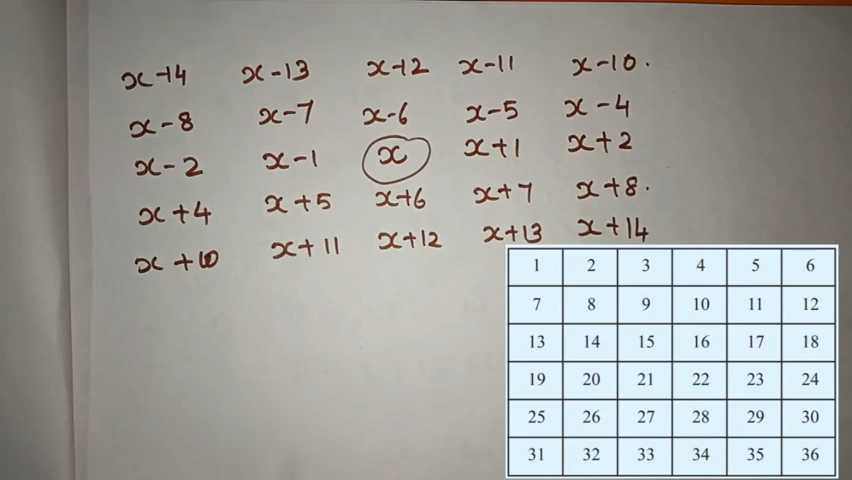 x-14 x-13 x-12 x-11 x-10.
x-8 x-7 x-6 x-5 x-4
x-2 x-1 x x+1 x+2
x+4 x+5 x+6 x+7 x+8.
x+10 x+11 x+12 x+13 x+14
1 2 3 4 5 6
7 8 9 10 11 12
13 14 15 16 17 18
19 20 21 22 23 24
25 26 27 28 29 30
31 32 33 34 35 36